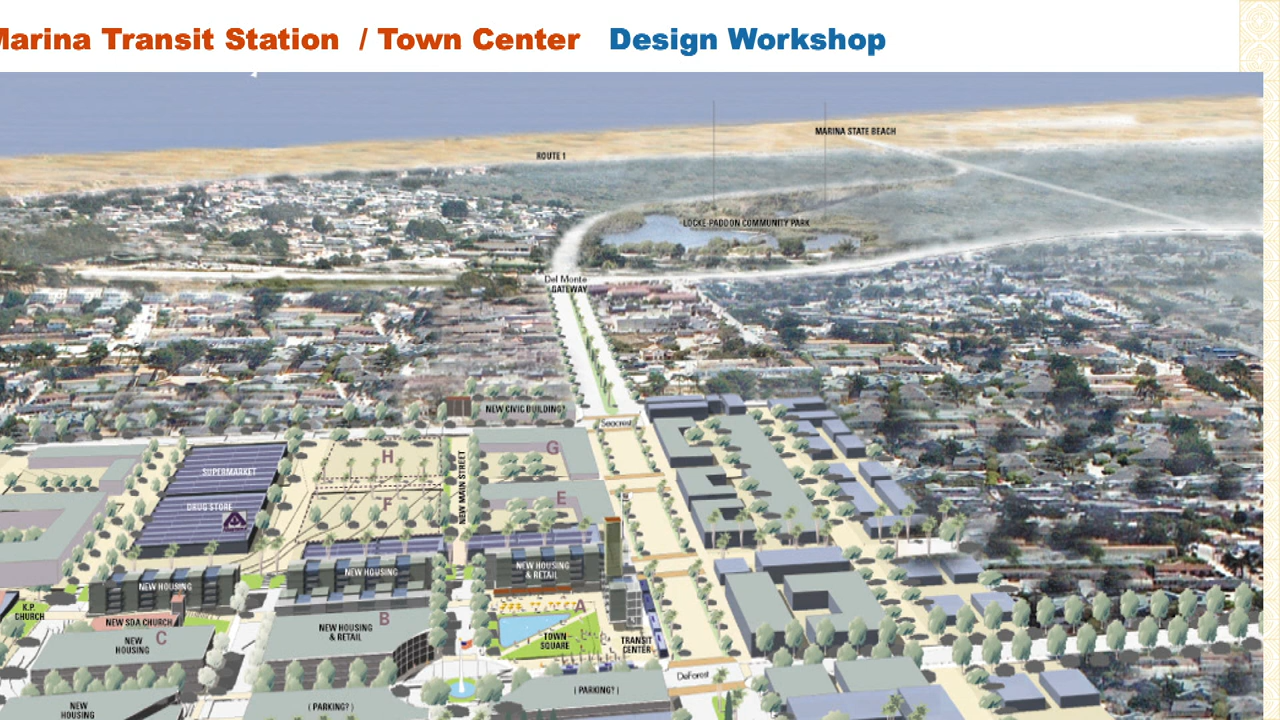 Marina Transit Station / Town Center Design Workshop
MARINA STATE BEACH
ROUTE 1
LOCKE-PADDON COMMUNITY PARK
Del Monte
GATEWAY
NEW CIVIC BUILDING?
Seacrest
SUPERMARKET
H
NEW MAIN STREET
G
DRUG STORE
F
E
NEW HOUSING
NEW HOUSING
NEW HOUSING
& RETAIL
K.P.
CHURCH
NEW SDA CHURCH
NEW
HOUSING
C
NEW HOUSING
& RETAIL
B
A
TOWN
SQUARE
TRANSIT
CENTER
DeForest
( PARKING? )
( PARKING? )
NEW
HOUSING